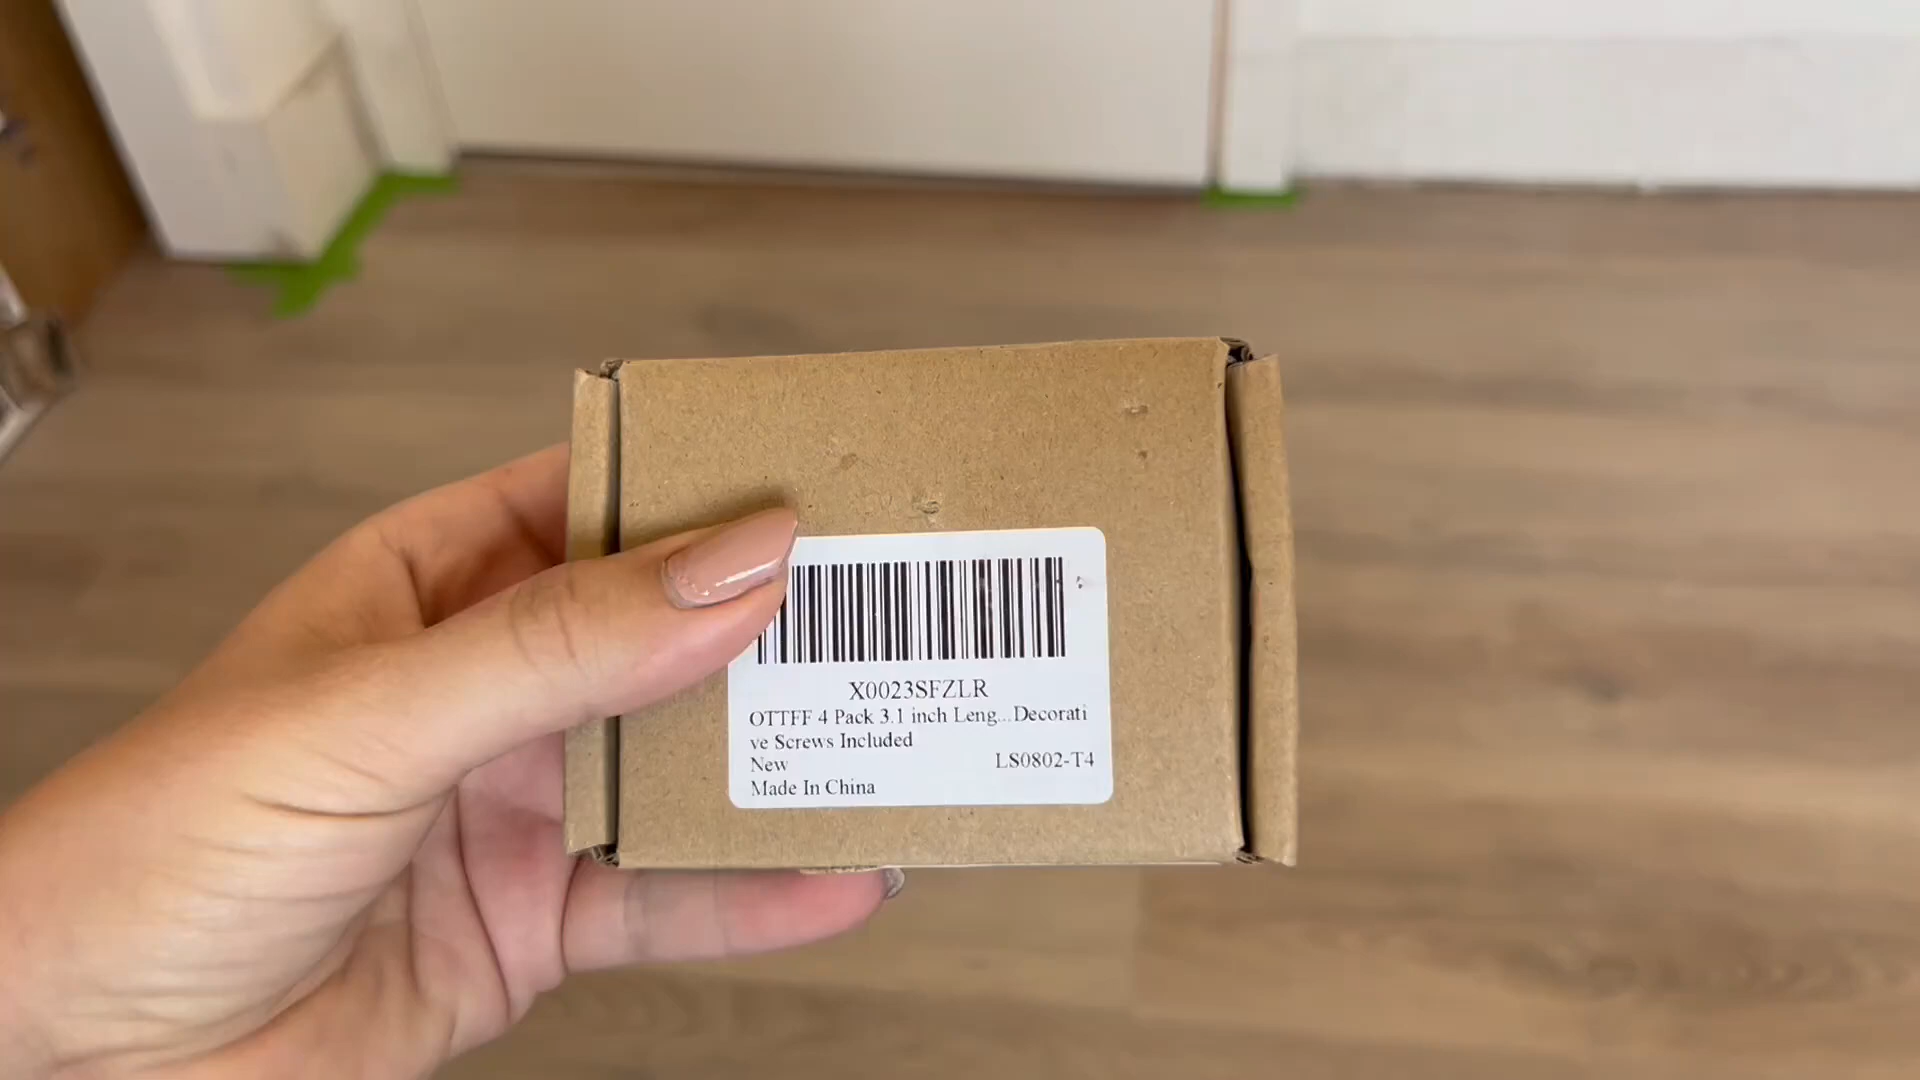 X0023SFZLR
OTTFF 4 Pack 3.1 inch Leng...Decorati
ve Screws Included
New LS0802-T4
Made In China